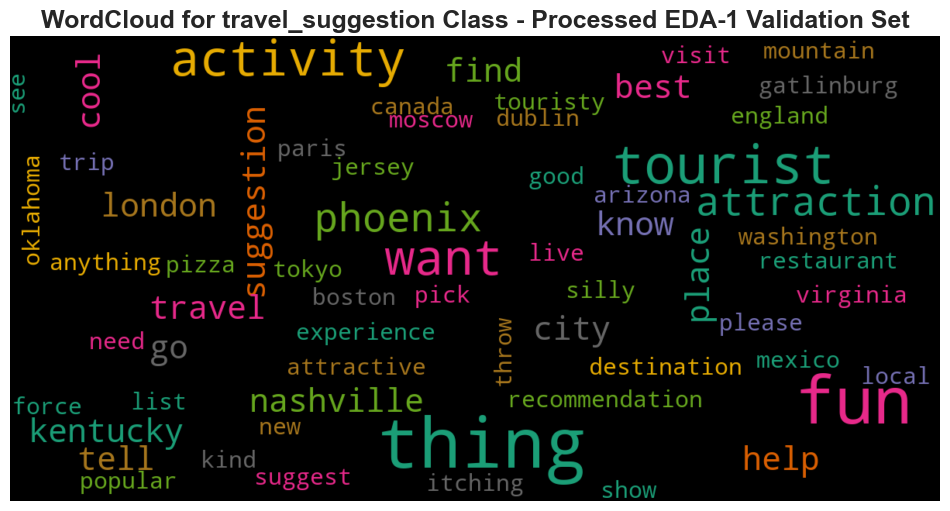 WordCloud for travel_suggestion Class - Processed EDA-1 Validation Set
activity
visit
mountain
see
cool
find
best
gatlinburg
canada
touristy
moscow
dublin
england
suggestion
paris
tourist
trip
jersey
good
oklahoma
london
phoenix
arizona
attraction
know
washington
anything
pizza
tokyo
want
live
place
restaurant
travel
boston
pick
silly
virginia
need
go
experience
city
please
attractive
throw
destination
mexico
local
force
list
nashville
recommendation
fun
kentucky
new
thing
tell
kind
help
popular
suggest
itching
show